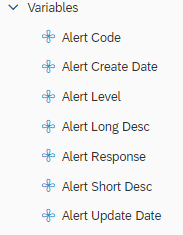 Variables
Alert Code
Alert Create Date
Alert Level
Alert Long Desc
Alert Response
Alert Short Desc
Alert Update Date